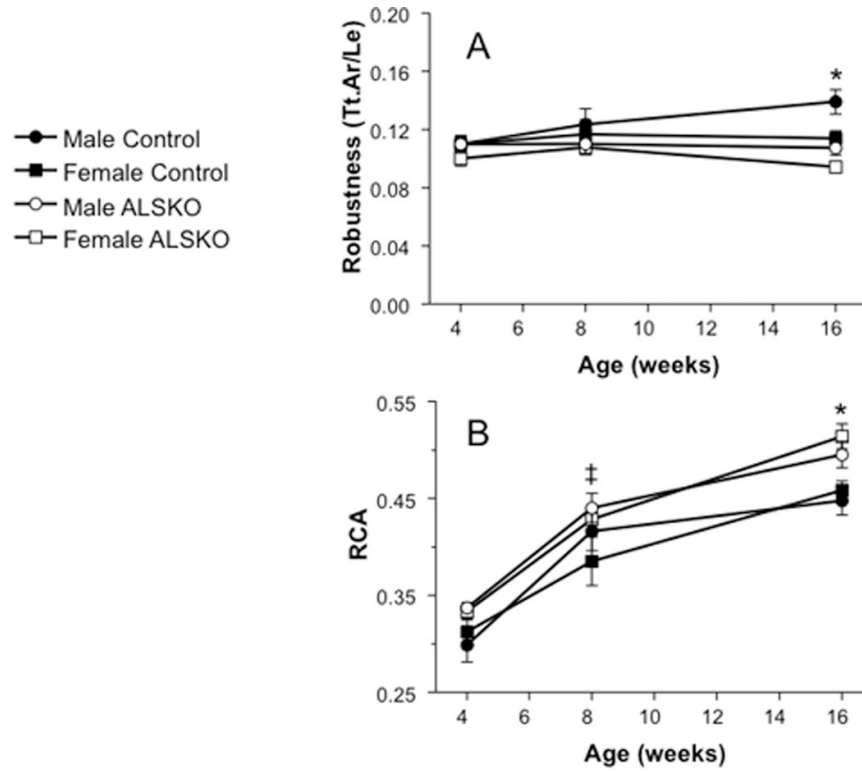 A
*
Robustness (Tt.Ar/Le)
0.20
0.16
0.12
0.08
0.04
0.00
4 6 8 10 12 14 16
Age (weeks)
Male Control
Female Control
Male ALSKO
Female ALSKO
B
‡
*
RCA
0.55
0.45
0.35
0.25
4 6 8 10 12 14 16
Age (weeks)